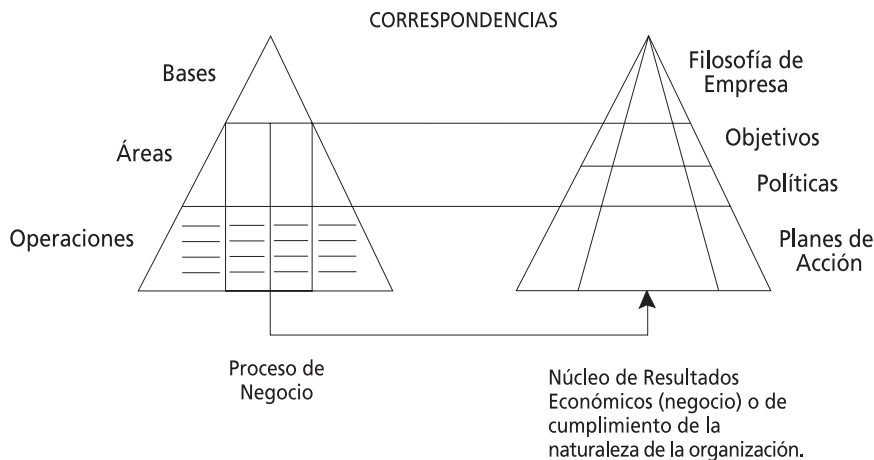 CORRESPONDENCIAS
Bases
Áreas
Operaciones
Filosofía de
Empresa
Objetivos
Políticas
Planes de
Acción
Proceso de
Negocio
Núcleo de Resultados
Económicos (negocio) o de
cumplimiento de la
naturaleza de la organización.